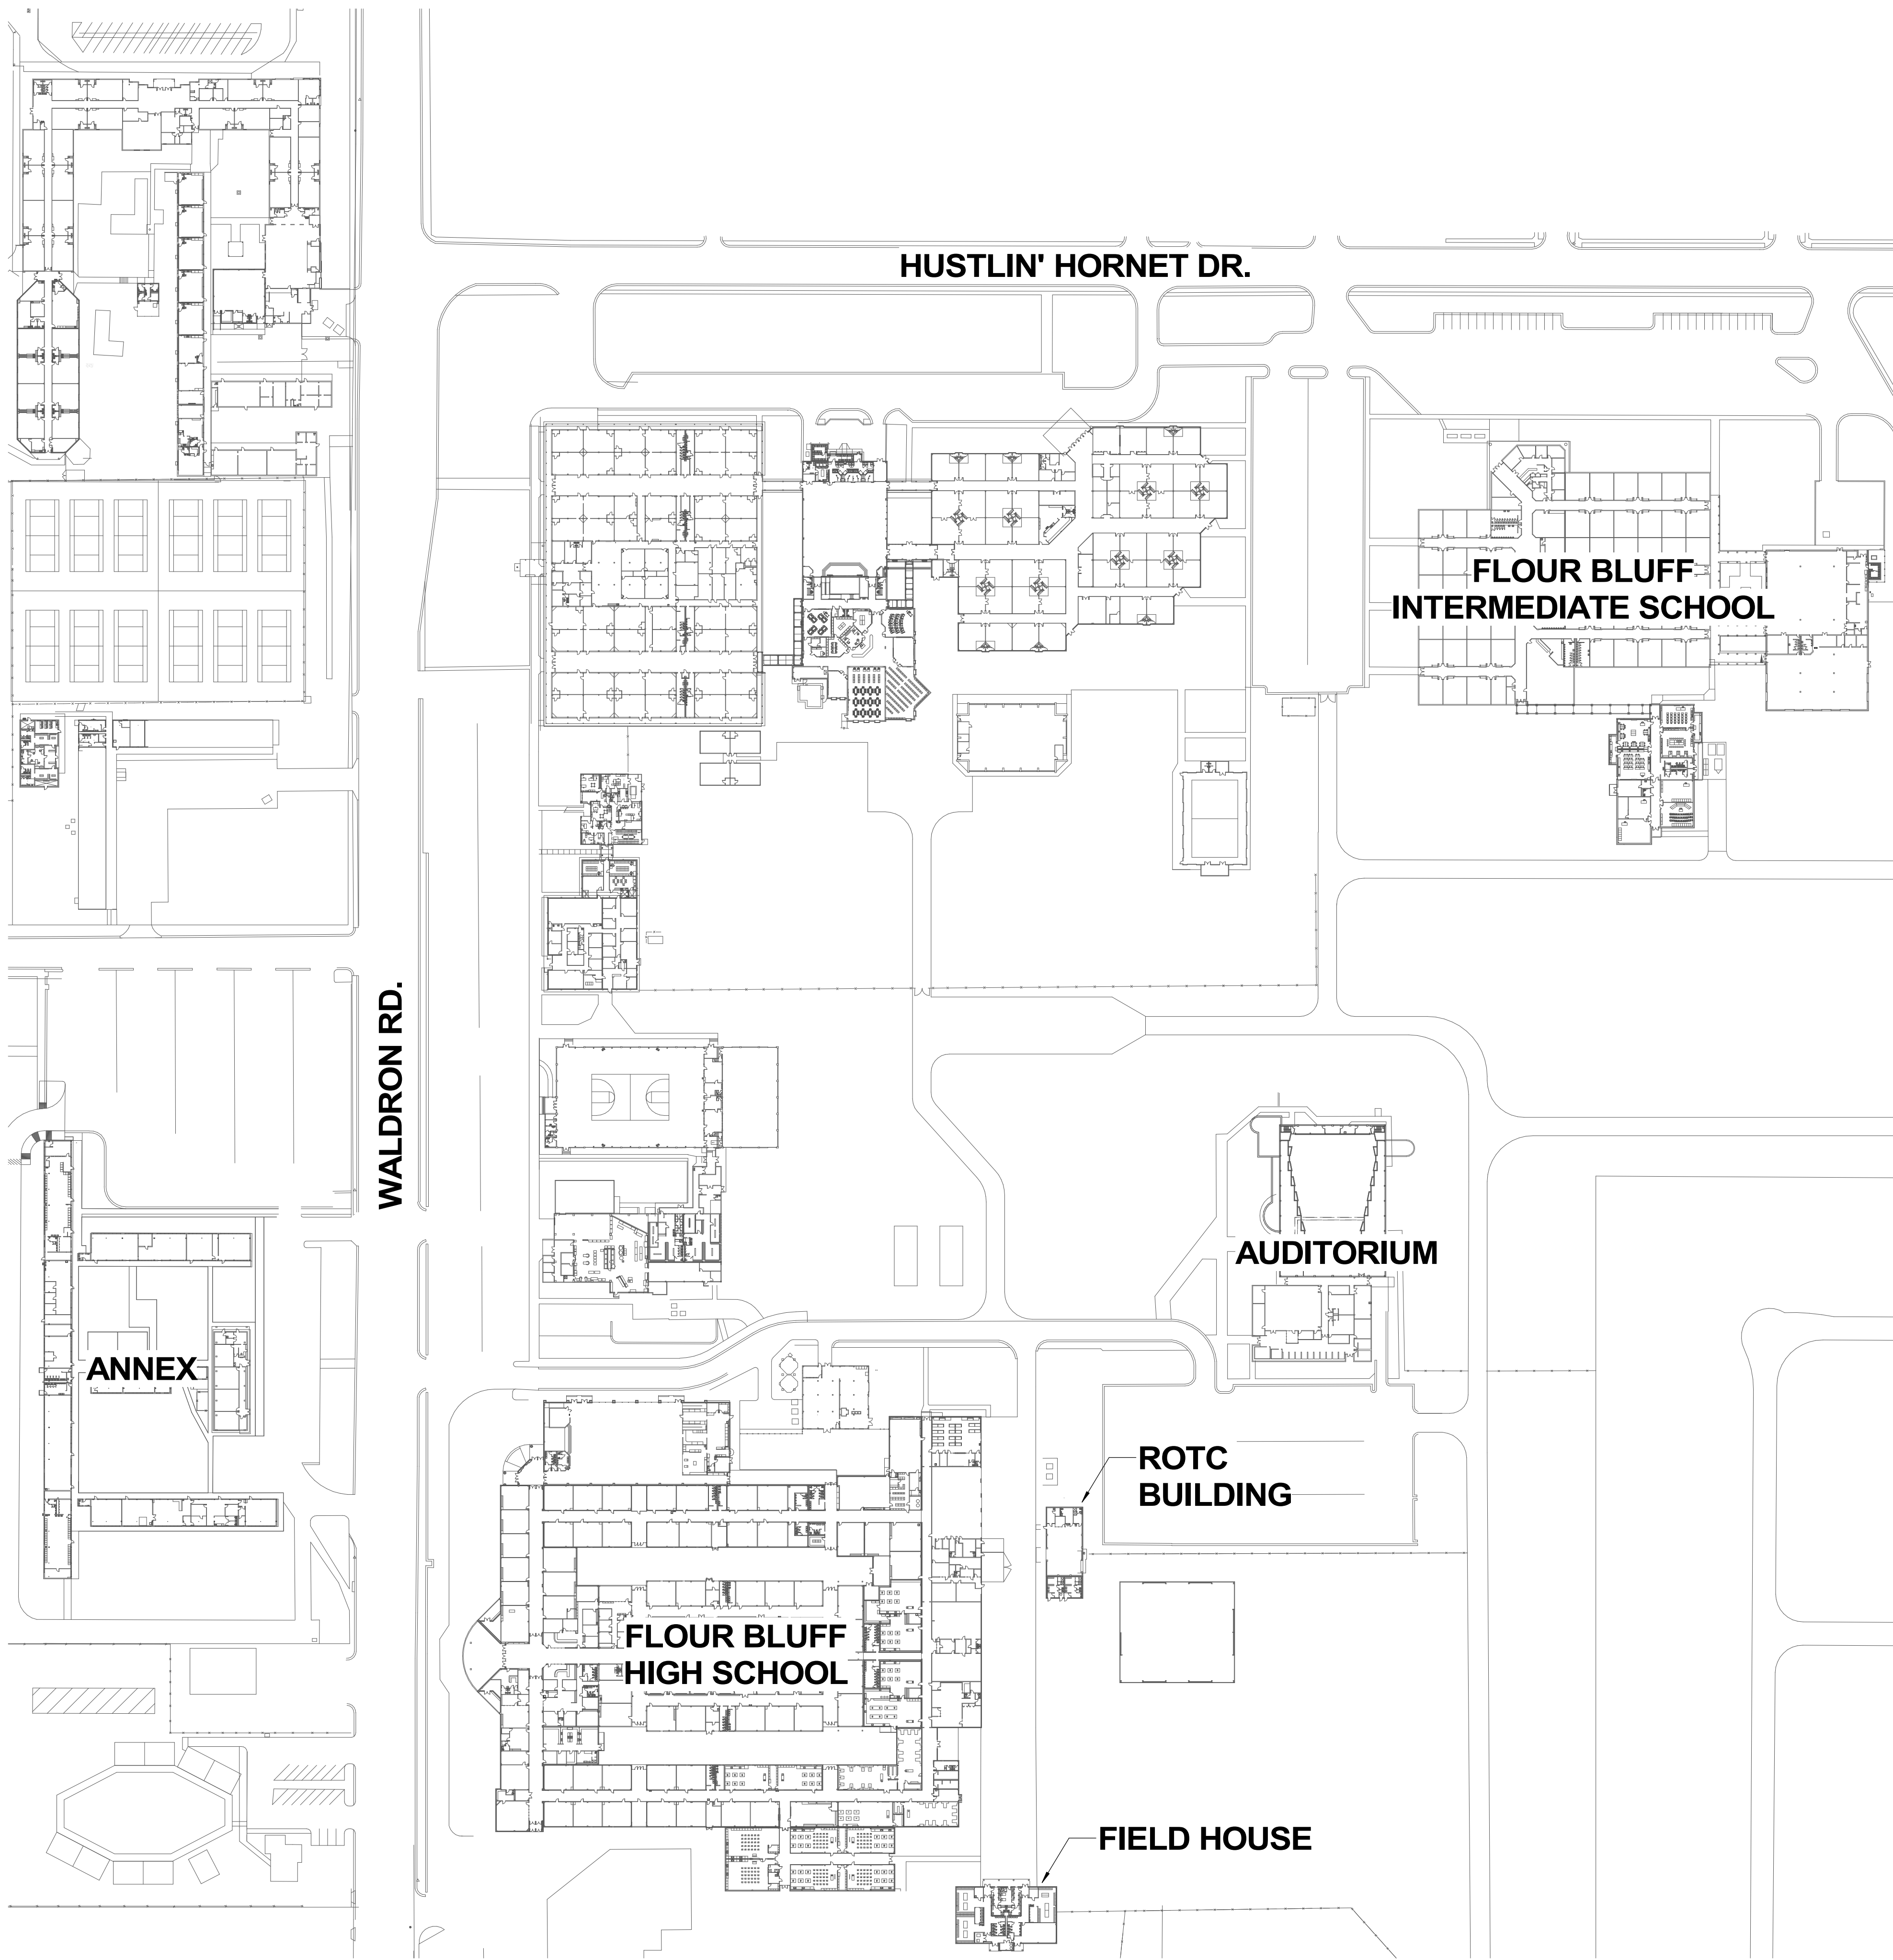 HUSTLIN' HORNET DR.
FLOUR BLUFF
INTERMEDIATE SCHOOL
WALDRON RD.
AUDITORIUM
ANNEX
ROTC
BUILDING
FLOUR BLUFF
HIGH SCHOOL
FIELD HOUSE